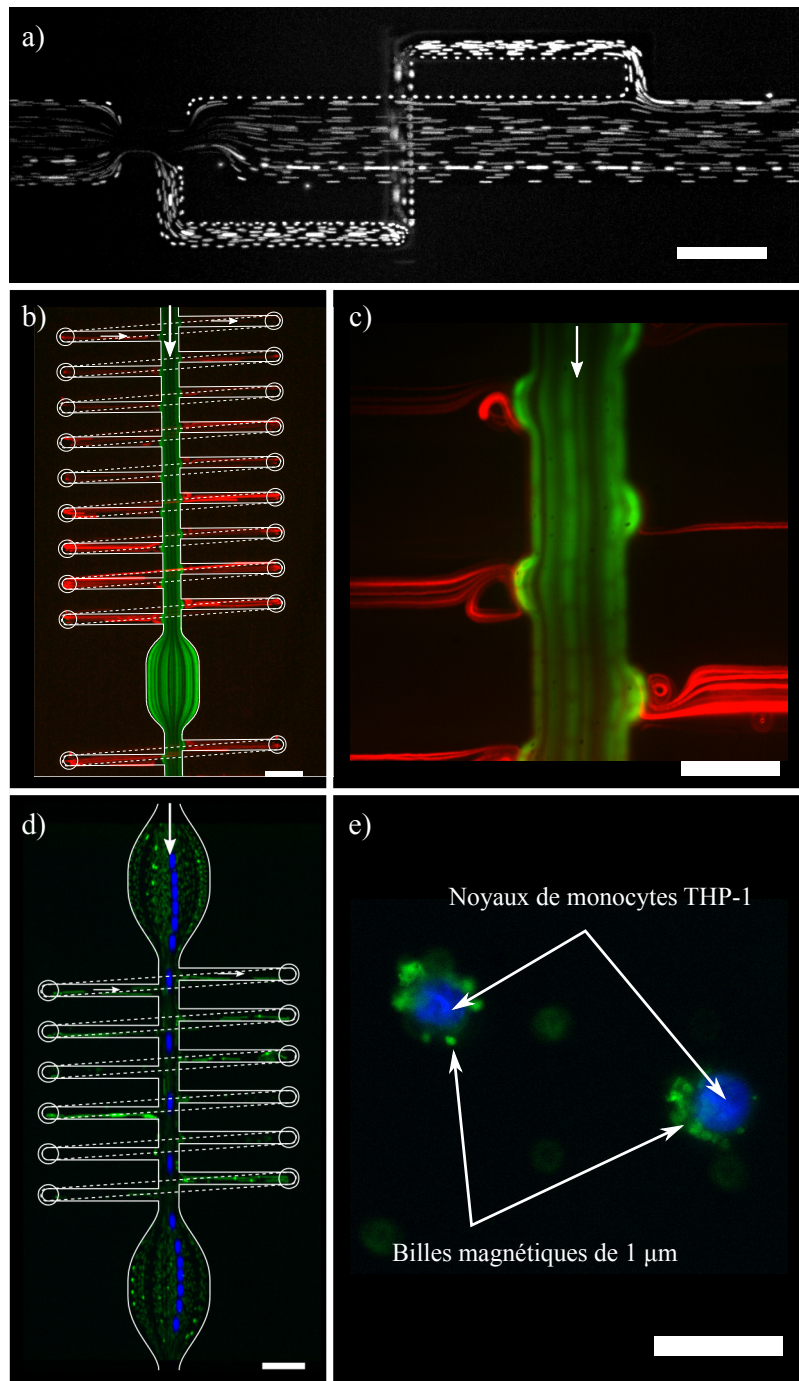 a)
b)
c)
d)
e)
Noyaux de monocytes THP-1
Billes magnétiques de 1 µm